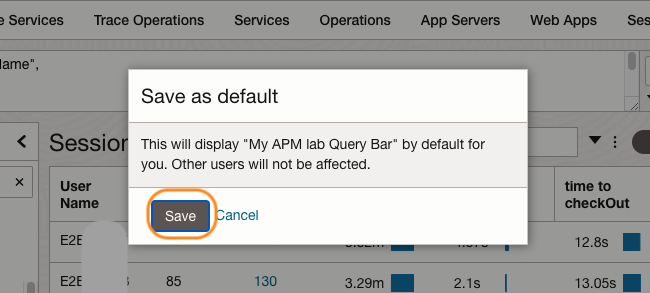 e Services Trace Operations Services Operations App Servers Web Apps Ses
lame",
Save as default
Session
This will display "My APM lab Query Bar" by default for
you. Other users will not be affected.
User
Name
time to
checkOut
Save Cancel
E2E 12.8s
E2E 85 130 3.29m 2.1s 13.05s